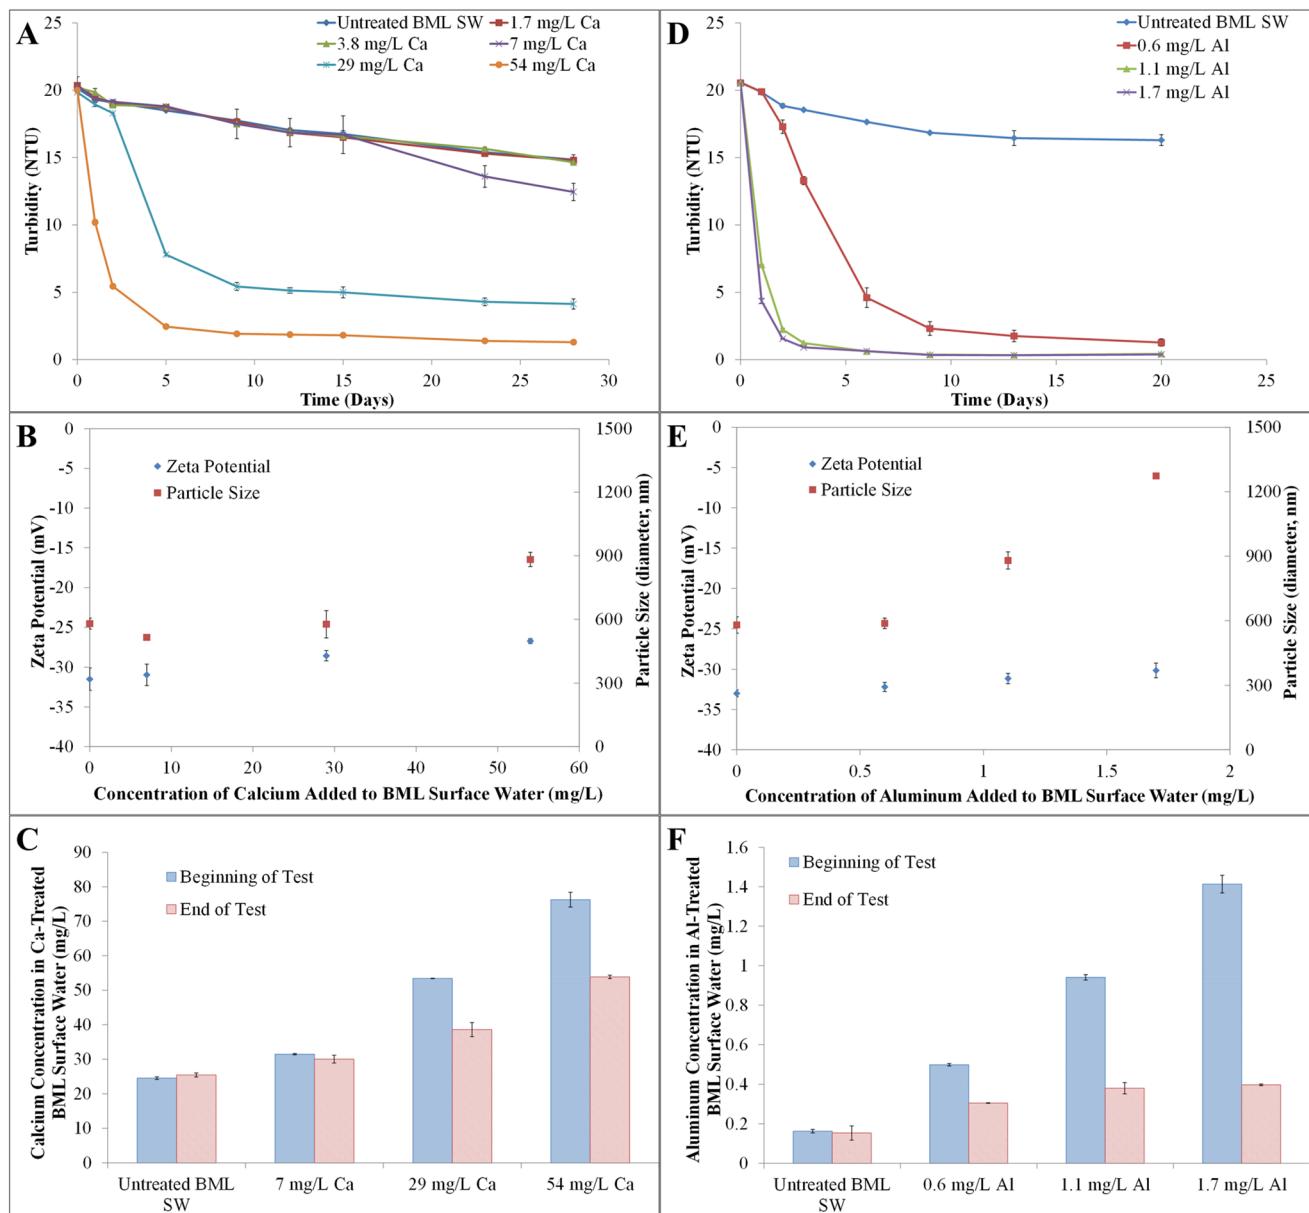 A
Untreated BML SW
1.7 mg/L Ca
3.8 mg/L Ca
7 mg/L Ca
29 mg/L Ca
54 mg/L Ca
25
20
15
10
5
0
Turbidity (NTU)
0 5 10 15 20 25 30
Time (Days)
D
Untreated BML SW
0.6 mg/L Al
1.1 mg/L Al
1.7 mg/L Al
25
20
15
10
5
0
Turbidity (NTU)
0 5 10 15 20 25
Time (Days)
B
Zeta Potential
Particle Size
0
-5
-10
-15
-20
-25
-30
-35
-40
Zeta Potential (mV)
1500
1200
900
600
300
0
Particle Size (diameter, nm)
0 10 20 30 40 50 60
Concentration of Calcium Added to BML Surface Water (mg/L)
E
Zeta Potential
Particle Size
0
-5
-10
-15
-20
-25
-30
-35
-40
Zeta Potential (mV)
1500
1200
900
600
300
0
Particle Size (diameter, nm)
0 0.5 1 1.5 2
Concentration of Aluminum Added to BML Surface Water (mg/L)
C
Beginning of Test
End of Test
90
80
70
60
50
40
30
20
10
0
Calcium Concentration in Ca-Treated
BML Surface Water (mg/L)
Untreated BML
SW
7 mg/L Ca
29 mg/L Ca
54 mg/L Ca
F
Beginning of Test
End of Test
1.6
1.4
1.2
1
0.8
0.6
0.4
0.2
0
Aluminum Concentration in Al-Treated
BML Surface Water (mg/L)
Untreated BML
SW
0.6 mg/L Al
1.1 mg/L Al
1.7 mg/L Al